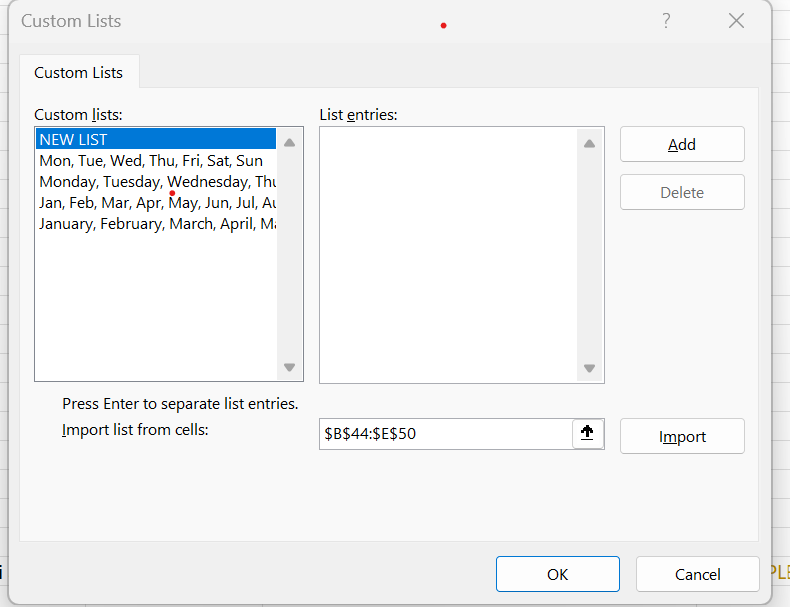 Custom Lists
?
Custom Lists
Custom lists:
List entries:
NEW LIST
Mon, Tue, Wed, Thu, Fri, Sat, Sun
Monday, Tuesday, Wednesday, Thu
Jan, Feb, Mar, Apr, May, Jun, Jul, Au
January, February, March, April, Ma
Add
Delete
Press Enter to separate list entries.
Import list from cells:
$B$44:$E$50
Import
OK
Cancel
i
PLE